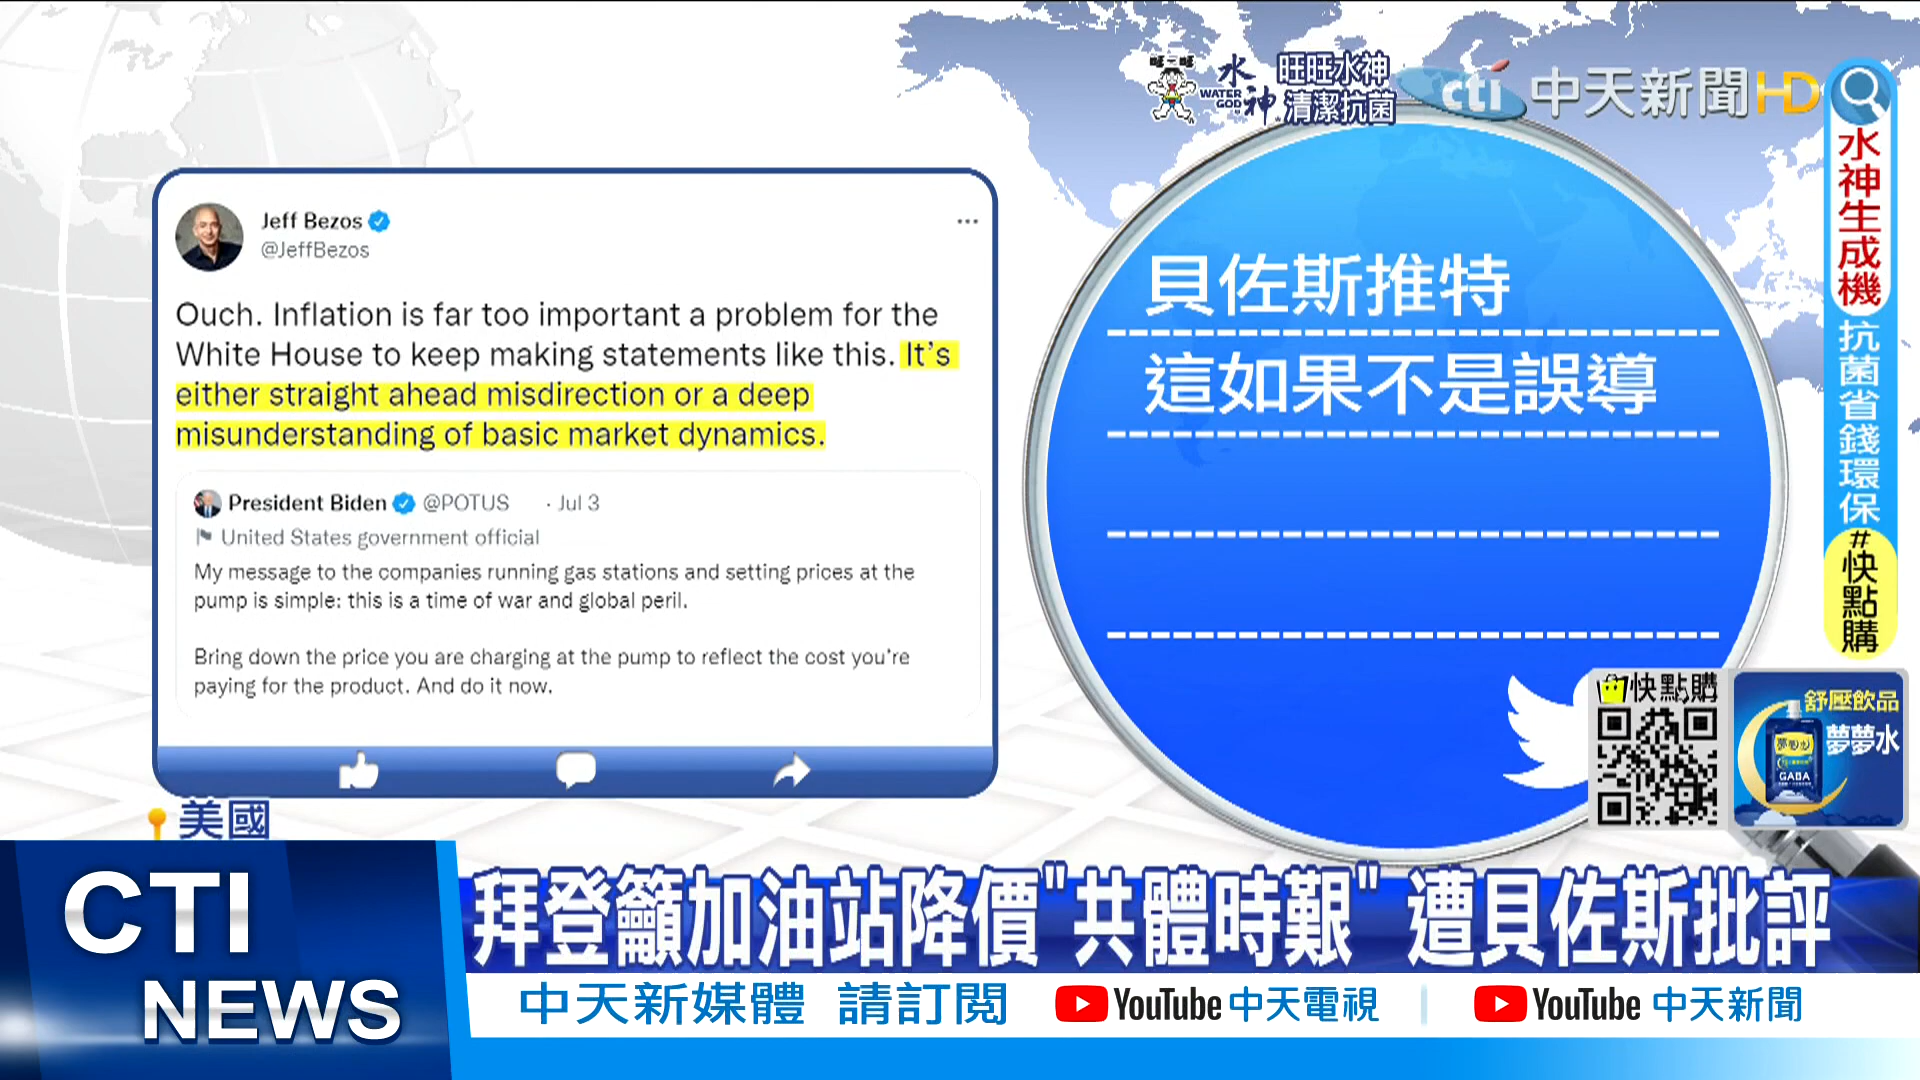 旺旺
水神
WATER GOD
旺旺水神
清潔抗菌
cti 中天新聞HD
水神生成機
抗菌省錢環保
#快點購
Jeff Bezos
@JeffBezos
Ouch. Inflation is far too important a problem for the
White House to keep making statements like this. It's
either straight ahead misdirection or a deep
misunderstanding of basic market dynamics.
President Biden @POTUS · Jul 3
United States government official
My message to the companies running gas stations and setting prices at the
pump is simple: this is a time of war and global peril.
Bring down the price you are charging at the pump to reflect the cost you're
paying for the product. And do it now.
貝佐斯推特
這如果不是誤導
快點購
舒壓飲品
夢夢水
夢夢水
GABA
美國
CTI
NEWS
拜登籲加油站降價"共體時艱" 遭貝佐斯批評
中天新媒體 請訂閱 YouTube 中天電視 | YouTube 中天新聞